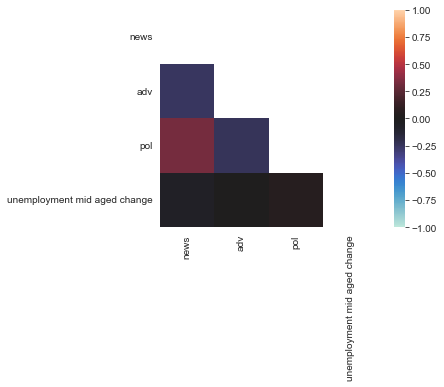 news
adv
pol
unemployment mid aged change
news
adv
pol
unemployment mid aged change
1.00
0.75
0.50
0.25
0.00
−0.25
−0.50
−0.75
−1.00